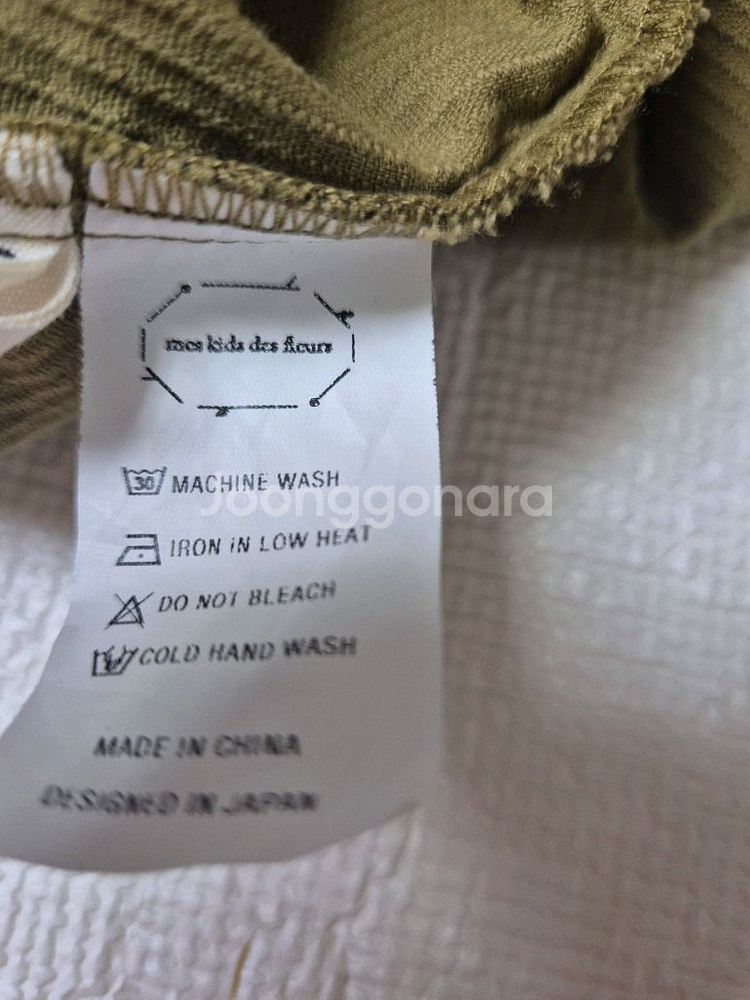 mes kids des fleurs
30 MACHINE WASH
Joonggonara
IRON IN LOW HEAT
DO NOT BLEACH
COLD HAND WASH
MADE IN CHINA
DESIGNED IN JAPAN